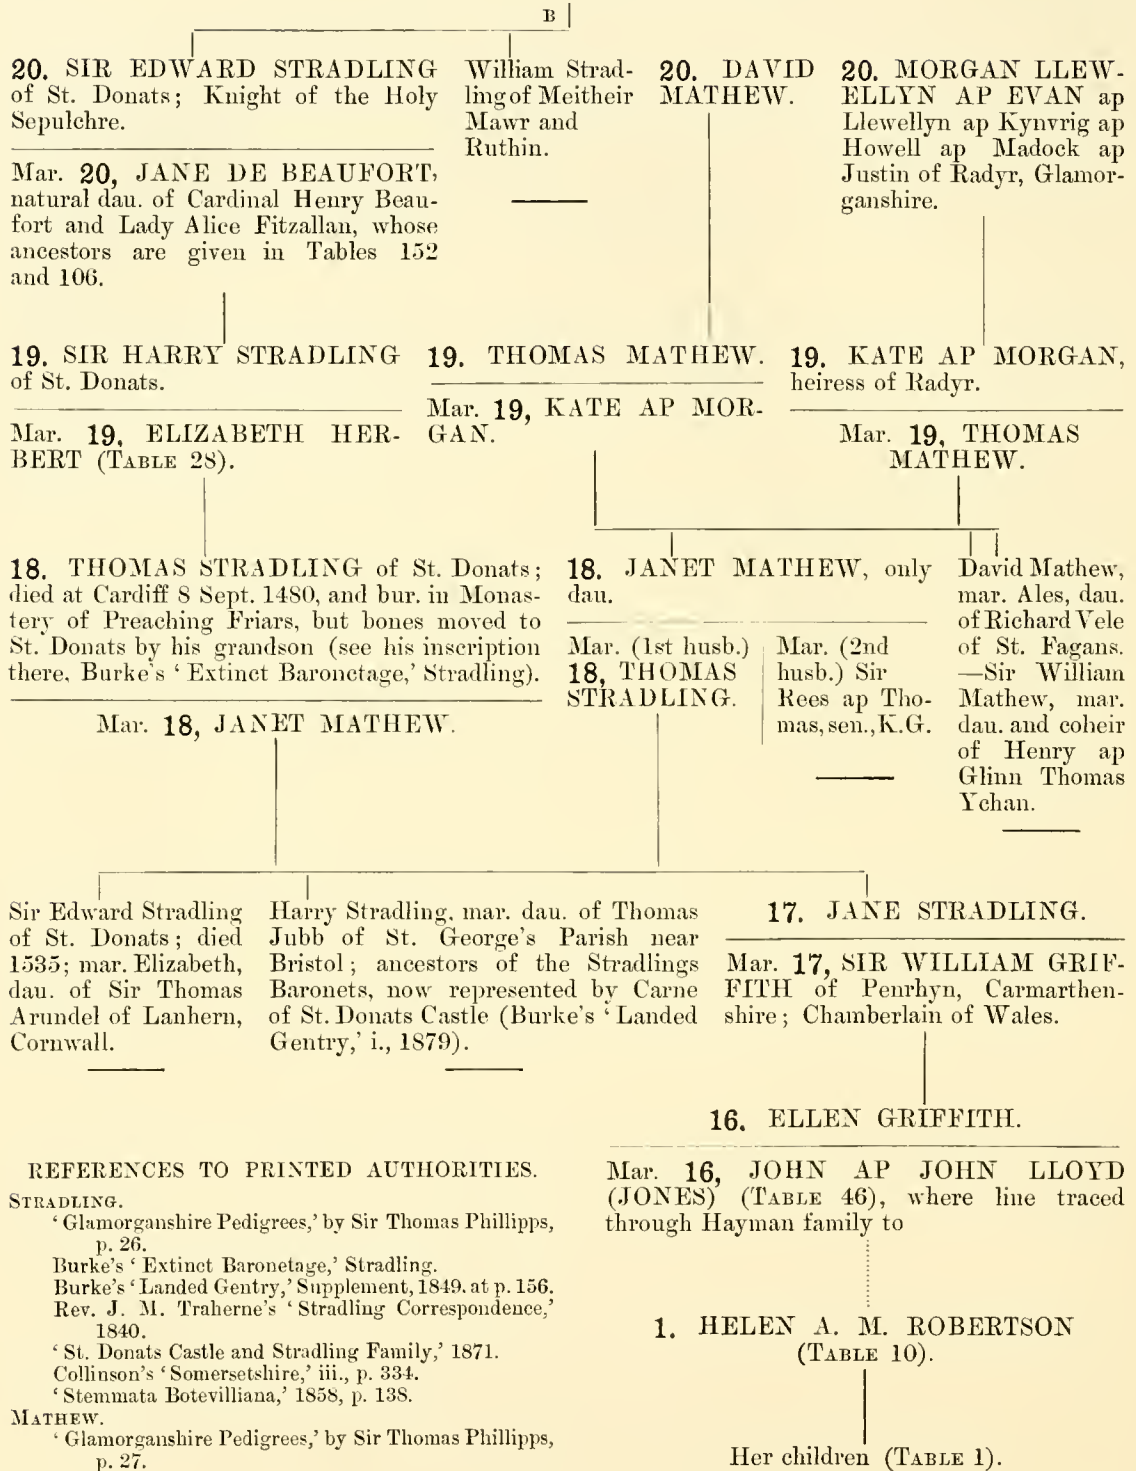 B
20. SIR EDWARD STRADLING
of St. Donats; Knight of the Holy
Sepulchre.
Mar. 20, JANE DE BEAUFORT,
natural dau. of Cardinal Henry Beau-
fort and Lady Alice Fitzallan, whose
ancestors are given in Tables 152
and 106.
William Strad-
ling of Meitheir
Mawr and
Ruthin.
20. DAVID
MATHEW.
20. MORGAN LLEW-
ELLYN AP EVAN ap
Llewellyn ap Kynvrig ap
Howell ap Madock ap
Justin of Radyr, Glamor-
ganshire.
19. SIR HARRY STRADLING
of St. Donats.
Mar. 19, ELIZABETH HER-
BERT (TABLE 28).
19. THOMAS MATHEW.
Mar. 19, KATE AP MOR-
GAN.
19. KATE AP MORGAN,
heiress of Radyr.
Mar. 19, THOMAS
MATHEW.
18. THOMAS STRADLING of St. Donats;
died at Cardiff 8 Sept. 1480, and bur. in Monas-
tery of Preaching Friars, but bones moved to
St. Donats by his grandson (see his inscription
there, Burke's ‘Extinct Baronetage,’ Stradling).
Mar. 18, JANET MATHEW.
18. JANET MATHEW, only
dau.
Mar. (1st husb.)
18, THOMAS
STRADLING.
Mar. (2nd
husb.) Sir
Rees ap Tho-
mas, sen., K.G.
David Mathew,
mar. Ales, dau.
of Richard Vele
of St. Fagans.
—Sir William
Mathew, mar.
dau. and coheir
of Henry ap
Glinn Thomas
Ychan.
Sir Edward Stradling
of St. Donats; died
1535; mar. Elizabeth,
dau. of Sir Thomas
Arundel of Lanhern,
Cornwall.
Harry Stradling, mar. dau. of Thomas
Jubb of St. George's Parish near
Bristol; ancestors of the Stradlings
Baronets, now represented by Carne
of St. Donats Castle (Burke's ‘Landed
Gentry,’ i., 1879).
17. JANE STRADLING.
Mar. 17, SIR WILLIAM GRIF-
FITH of Penrhyn, Carmarthen-
shire; Chamberlain of Wales.
16. ELLEN GRIFFITH.
Mar. 16, JOHN AP JOHN LLOYD
(JONES) (TABLE 46), where line traced
through Hayman family to
1. HELEN A. M. ROBERTSON
(TABLE 10).
Her children (TABLE 1).
REFERENCES TO PRINTED AUTHORITIES.
STRADLING.
‘Glamorganshire Pedigrees,’ by Sir Thomas Phillipps,
p. 26.
Burke's ‘Extinct Baronetage,’ Stradling.
Burke's ‘Landed Gentry,’ Supplement, 1849, at p. 156.
Rev. J. M. Traherne's ‘Stradling Correspondence,’
1840.
‘St. Donats Castle and Stradling Family,’ 1871.
Collinson's ‘Somersetshire,’ iii., p. 334.
‘Stemmata Botevilliana,’ 1858, p. 138.
MATHEW.
‘Glamorganshire Pedigrees,’ by Sir Thomas Phillipps,
p. 27.